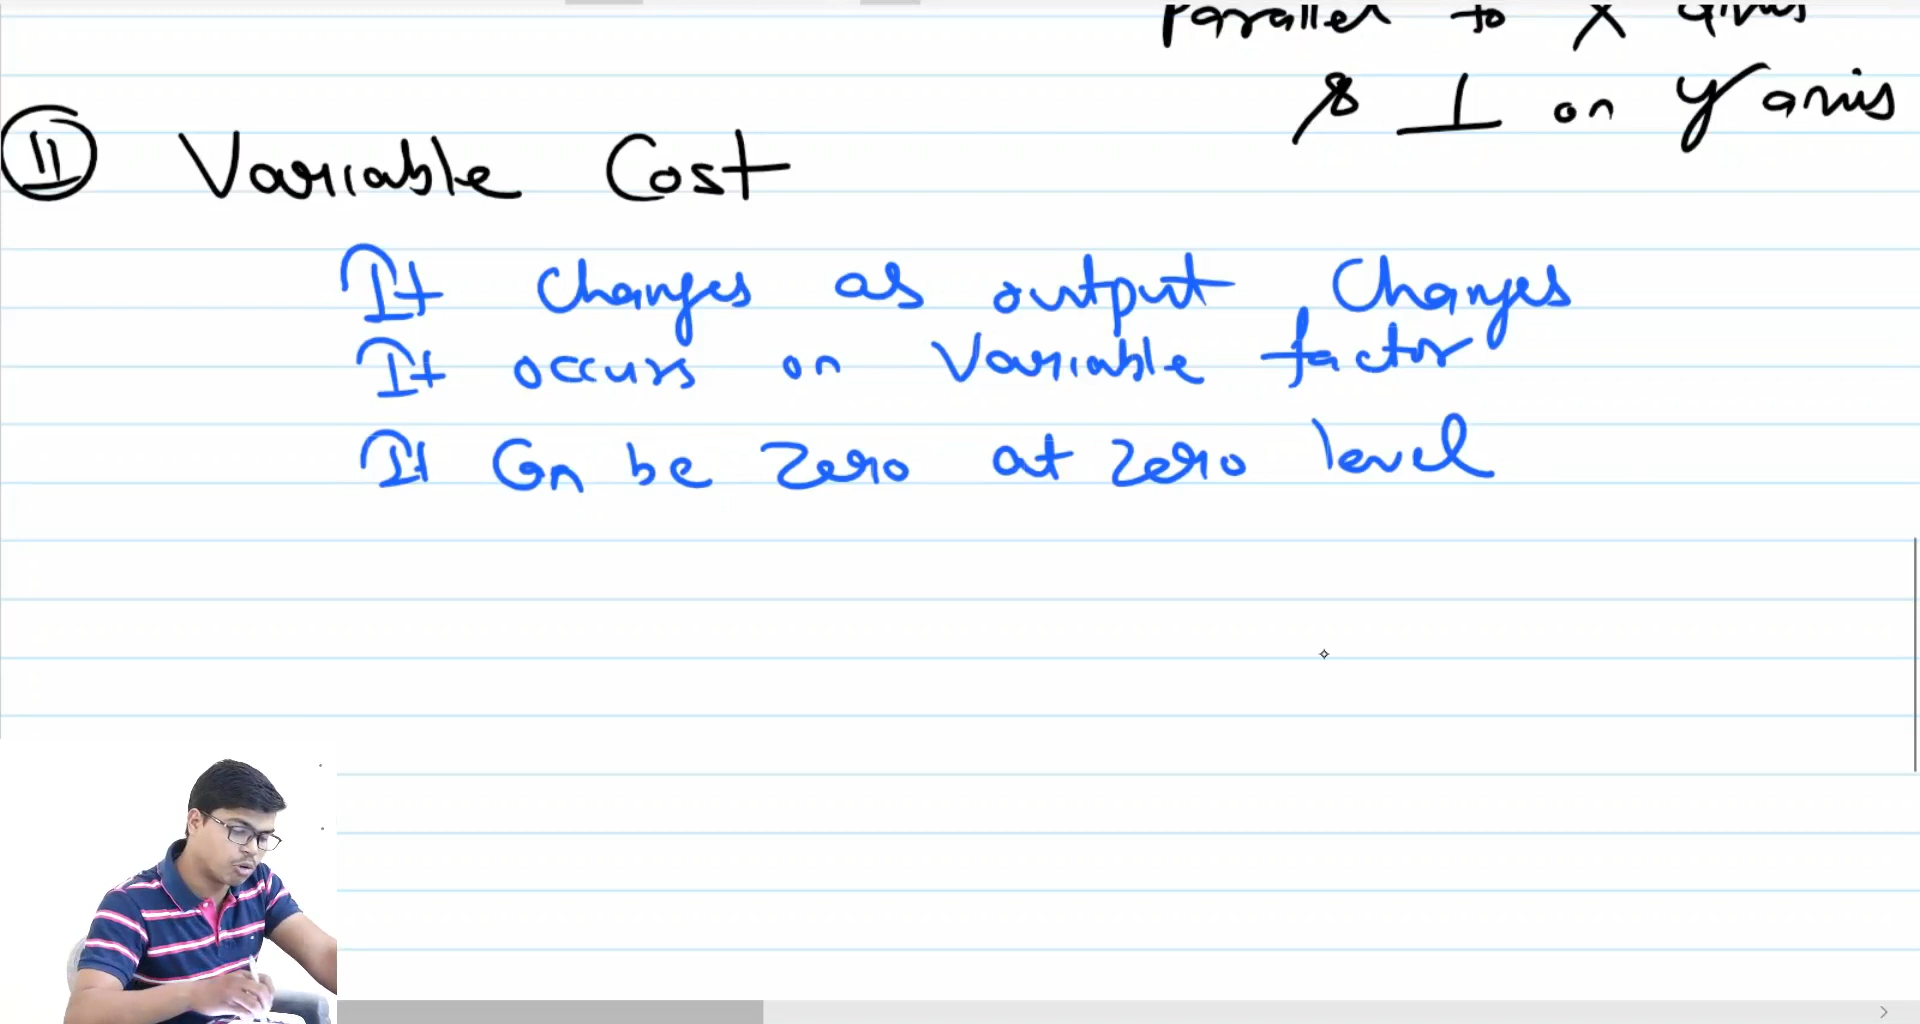 parallel to X axis
& ⊥ on y axis
II Variable Cost
It changes as output changes
It occurs on variable factor
It can be zero at zero level